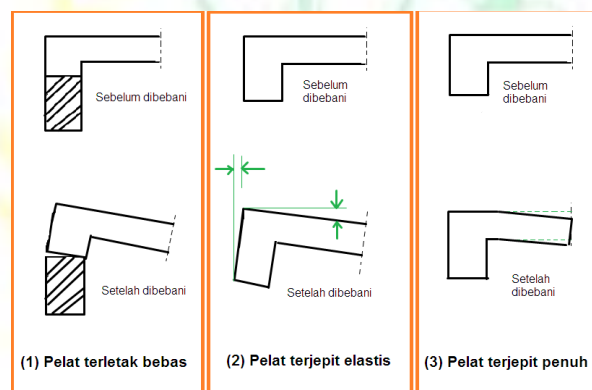 Sebelum dibebani
Setelah dibebani
(1) Pelat terletak bebas
Sebelum
dibebani
Setelah dibebani
(2) Pelat terjepit elastis
Sebelum
dibebani
Setelah
dibebani
(3) Pelat terjepit penuh